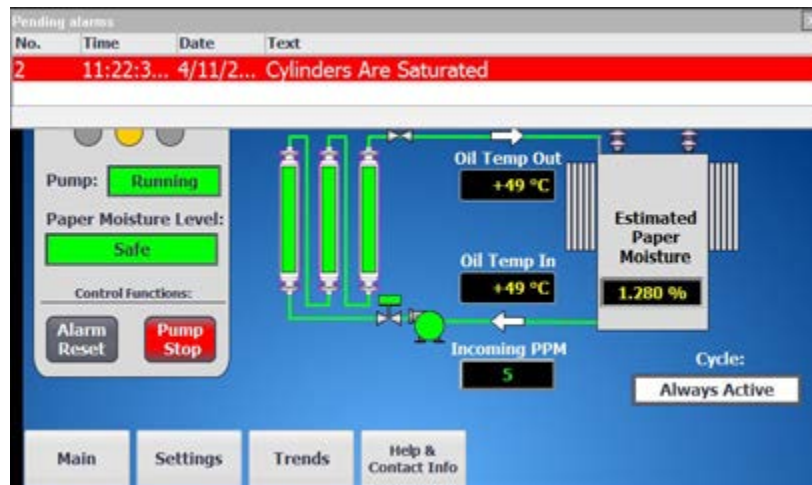 Pending alarms
No. Time Date Text
2 11:22:3... 4/11/2... Cylinders Are Saturated
Oil Temp Out
+49 °C
Pump: Running
Paper Moisture Level:
Safe
Estimated
Paper
Moisture
1.280 %
Oil Temp In
+49 °C
Control Functions:
Alarm
Reset
Pump
Stop
Incoming PPM
5
Cycle:
Always Active
Main
Settings
Trends
Help &
Contact Info